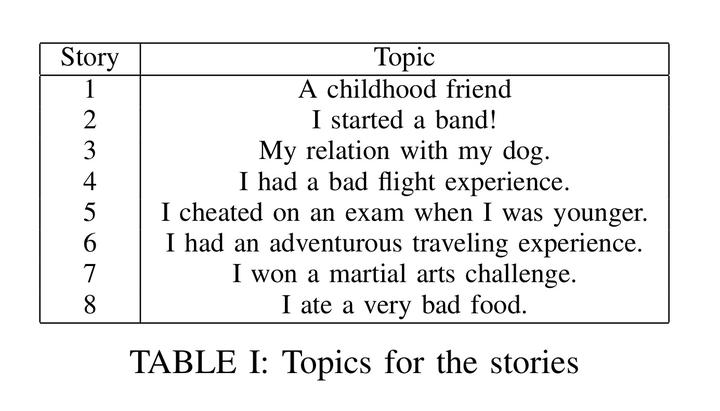 Story Topic
1 A childhood friend
2 I started a band!
3 My relation with my dog.
4 I had a bad flight experience.
5 I cheated on an exam when I was younger.
6 I had an adventurous traveling experience.
7 I won a martial arts challenge.
8 I ate a very bad food.
TABLE I: Topics for the stories